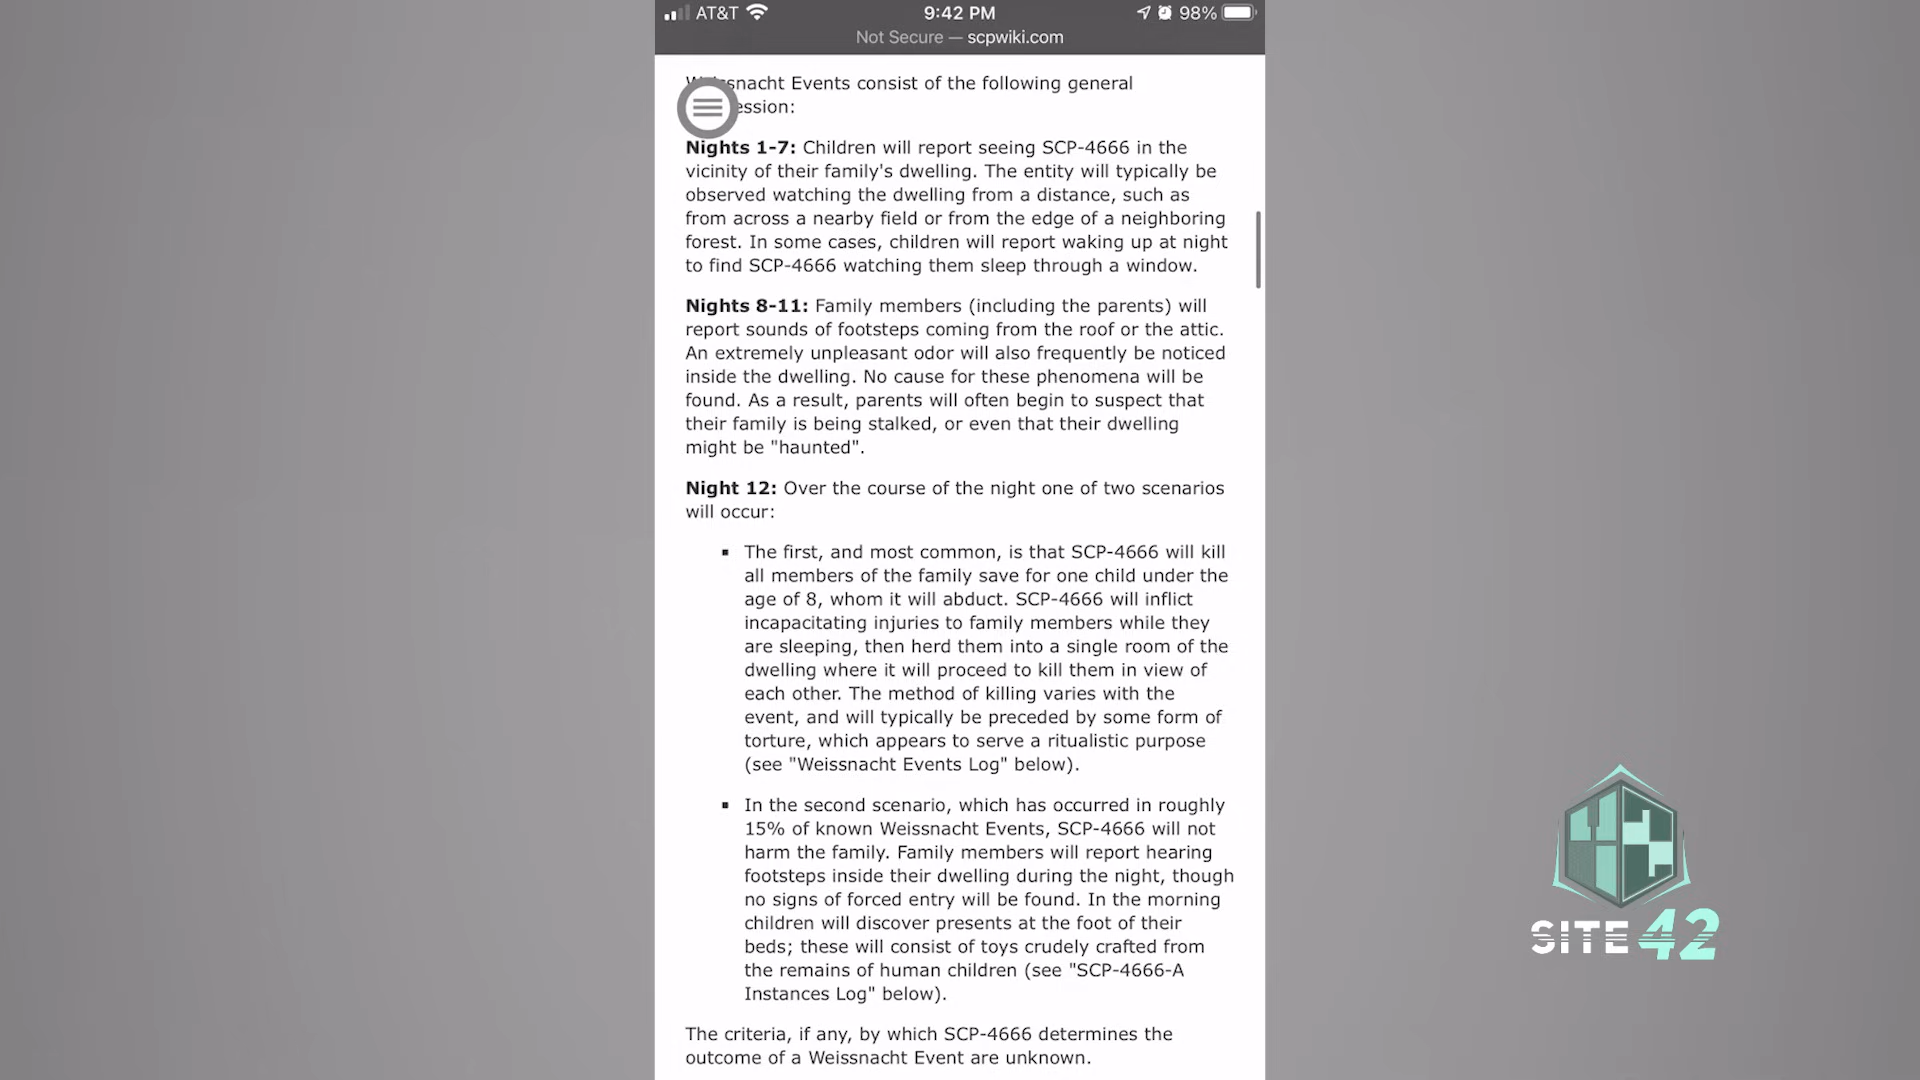 AT&T 9:42 PM 98%
Not Secure — scpwiki.com
snacht Events consist of the following general
ession:
Nights 1-7: Children will report seeing SCP-4666 in the
vicinity of their family's dwelling. The entity will typically be
observed watching the dwelling from a distance, such as
from across a nearby field or from the edge of a neighboring
forest. In some cases, children will report waking up at night
to find SCP-4666 watching them sleep through a window.
Nights 8-11: Family members (including the parents) will
report sounds of footsteps coming from the roof or the attic.
An extremely unpleasant odor will also frequently be noticed
inside the dwelling. No cause for these phenomena will be
found. As a result, parents will often begin to suspect that
their family is being stalked, or even that their dwelling
might be "haunted".
Night 12: Over the course of the night one of two scenarios
will occur:
▪ The first, and most common, is that SCP-4666 will kill
all members of the family save for one child under the
age of 8, whom it will abduct. SCP-4666 will inflict
incapacitating injuries to family members while they
are sleeping, then herd them into a single room of the
dwelling where it will proceed to kill them in view of
each other. The method of killing varies with the
event, and will typically be preceded by some form of
torture, which appears to serve a ritualistic purpose
(see "Weissnacht Events Log" below).
▪ In the second scenario, which has occurred in roughly
15% of known Weissnacht Events, SCP-4666 will not
harm the family. Family members will report hearing
footsteps inside their dwelling during the night, though
no signs of forced entry will be found. In the morning
children will discover presents at the foot of their
beds; these will consist of toys crudely crafted from
the remains of human children (see "SCP-4666-A
Instances Log" below).
The criteria, if any, by which SCP-4666 determines the
outcome of a Weissnacht Event are unknown.
SITE 42